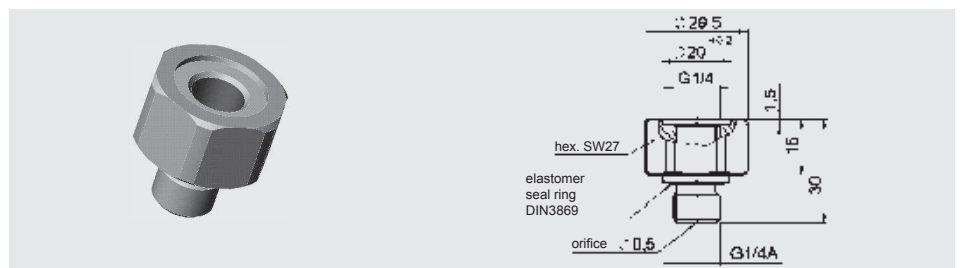 ∅29.5
+0.2
∅20
G1/4
1,5
hex. SW27
15
30
elastomer
seal ring
DIN3869
orifice ∅0,5
G1/4A